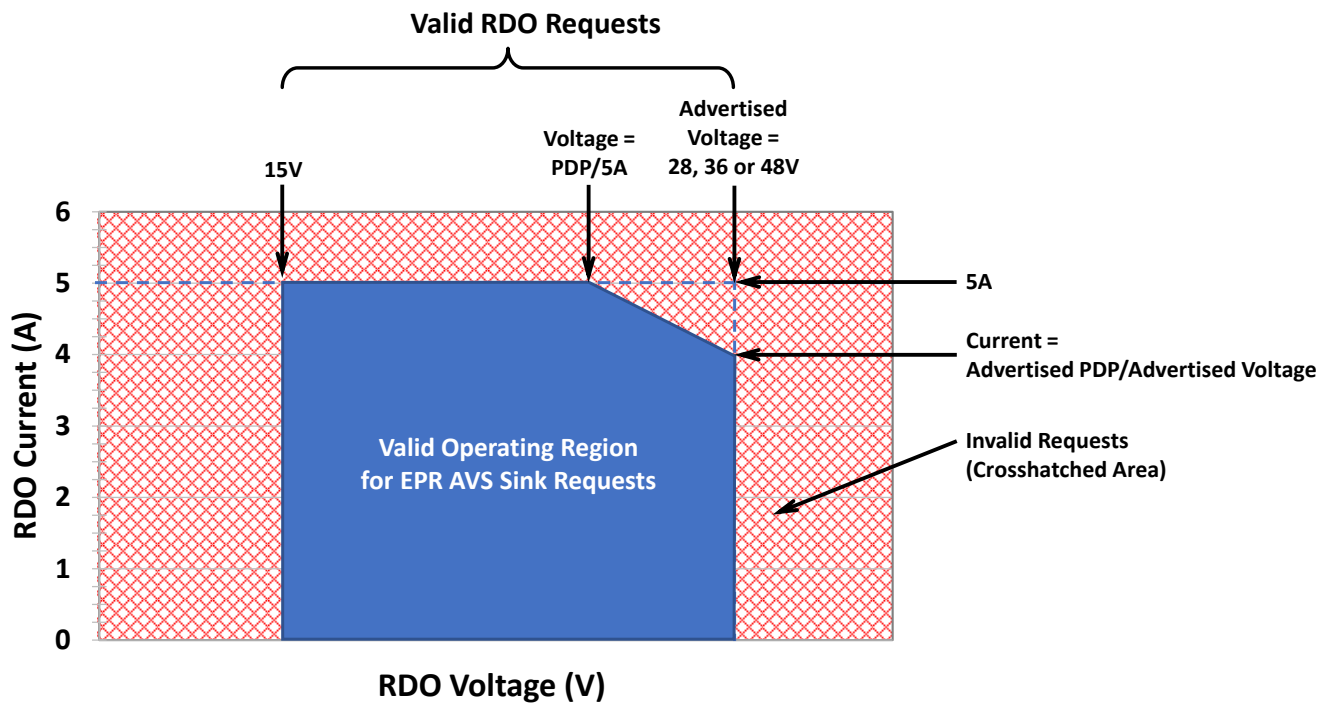 Valid RDO Requests
Advertised
Voltage =
28, 36 or 48V
Voltage =
PDP/5A
15V
6
5
4
3
2
1
0
RDO Current (A)
5A
Current =
Advertised PDP/Advertised Voltage
Valid Operating Region
for EPR AVS Sink Requests
Invalid Requests
(Crosshatched Area)
RDO Voltage (V)